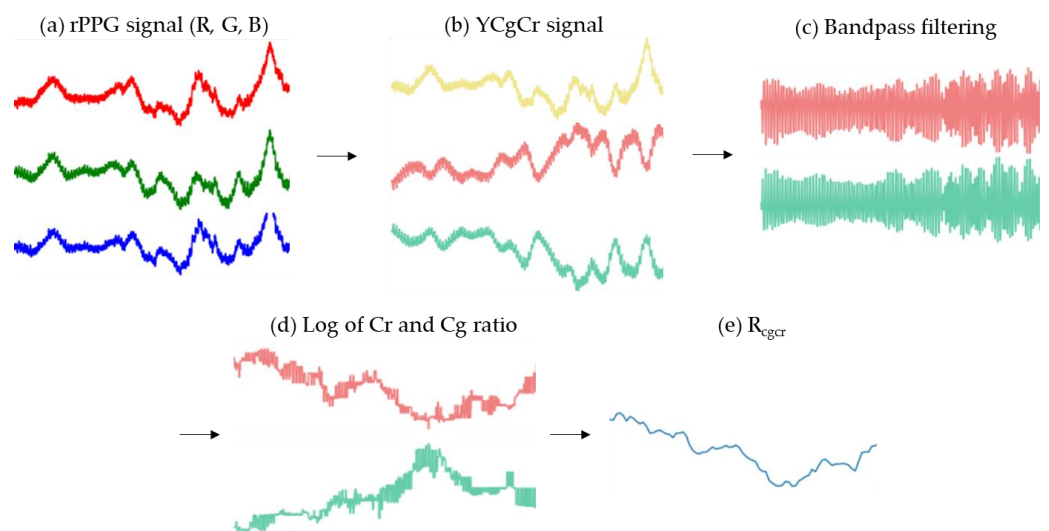 (a) rPPG signal (R, G, B)
(b) YCgCr signal
(c) Bandpass filtering
(d) Log of Cr and Cg ratio
(e) Rcgcr